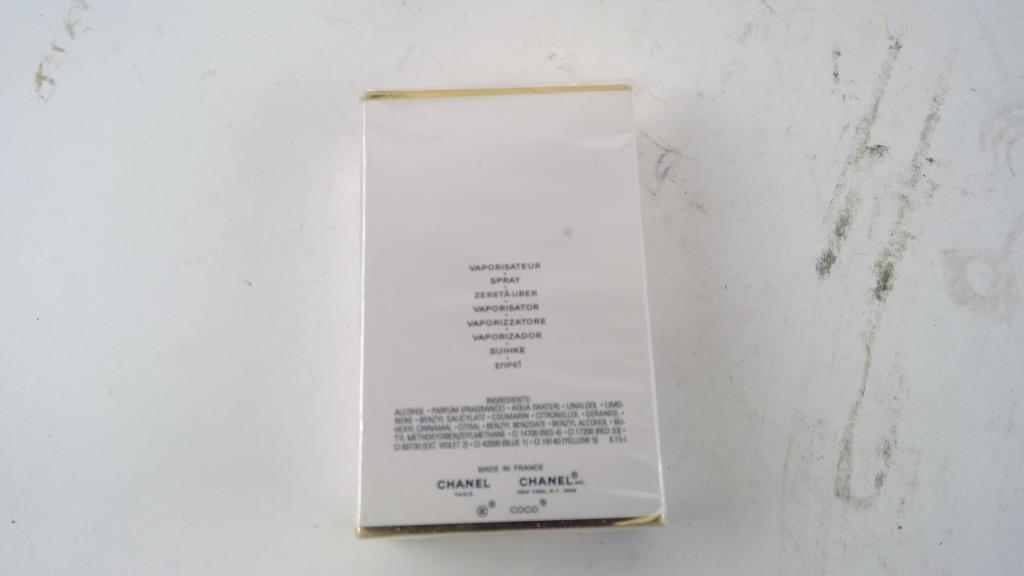 VAPORISATEUR
SPRAY
ZERSTÄUBER
VAPORISATOR
VAPORIZZATORE
VAPORIZADOR
SUIHKE
ΣΠΡΕΪ
INGREDIENTS:
ALCOHOL • PARFUM (FRAGRANCE) • AQUA (WATER) • LINALOOL • LIMO-
NENE • BENZYL SALICYLATE • COUMARIN • CITRONELLOL • GERANIOL •
HEXYL CINNAMAL • CITRAL • BENZYL BENZOATE • BENZYL ALCOHOL • BU-
TYL METHOXYDIBENZOYLMETHANE • CI 14700 (RED 4) • CI 17200 (RED 33) •
CI 60730 (EXT. VIOLET 2) • CI 42090 (BLUE 1) • CI 19140 (YELLOW 5)
MADE IN FRANCE
CHANEL CHANEL® INC.
PARIS NEW YORK, N.Y.
® COCO®